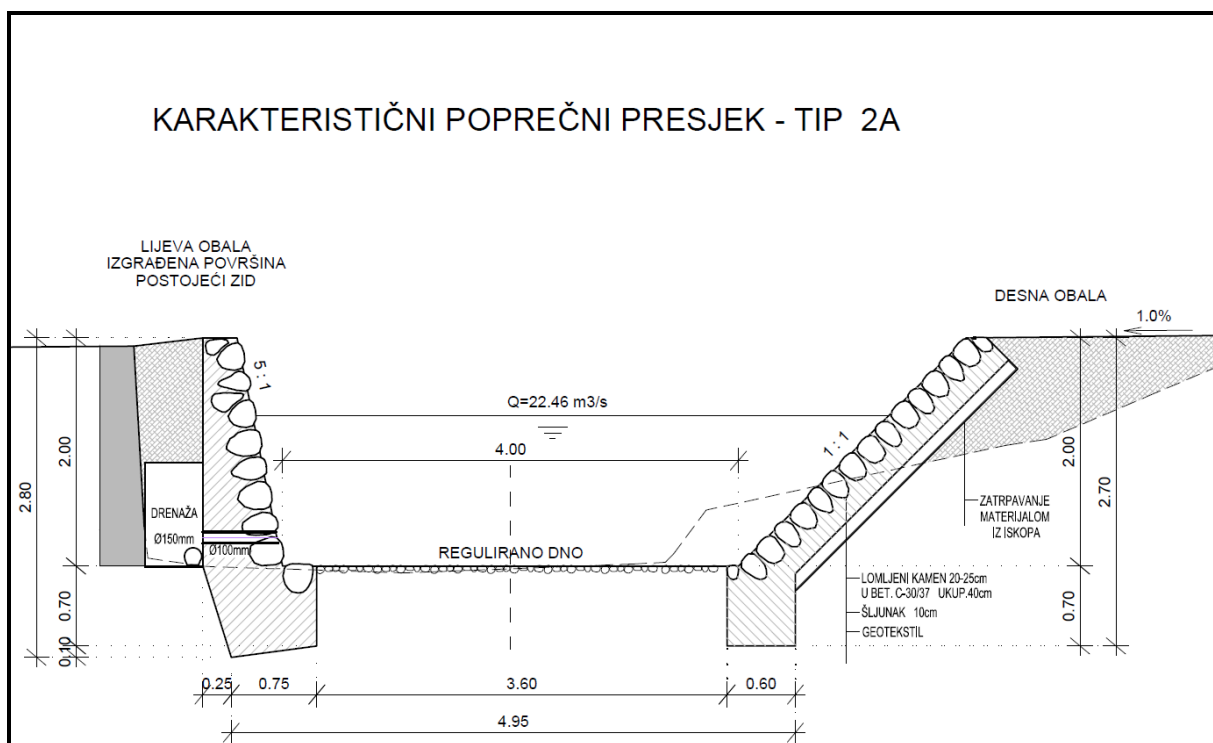 KARAKTERISTIČNI POPREČNI PRESJEK - TIP 2A
LIJEVA OBALA
IZGRAĐENA POVRŠINA
POSTOJEĆI ZID
DESNA OBALA
1.0%
5 : 1
Q=22.46 m3/s
4.00
1 : 1
2.00
2.80
2.00
2.70
DRENAŽA
Ø150mm
Ø100mm
REGULIRANO DNO
ZATRPAVANJE
MATERIJALOM
IZ ISKOPA
LOMLJENI KAMEN 20-25cm
U BET. C-30/37 UKUP.40cm
ŠLJUNAK 10cm
GEOTEKSTIL
0.70
0.10
0.70
0.25
0.75
3.60
0.60
4.95